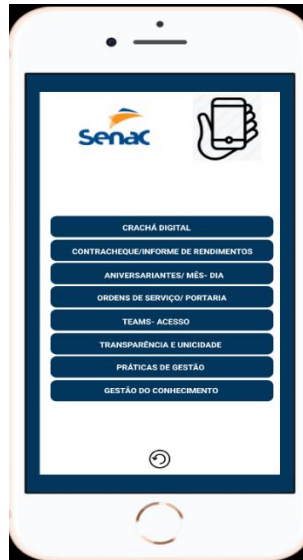 Senac
CRACHÁ DIGITAL
CONTRACHEQUE/INFORME DE RENDIMENTOS
ANIVERSARIANTES/ MÊS- DIA
ORDENS DE SERVIÇO/ PORTARIA
TEAMS- ACESSO
TRANSPARÊNCIA E UNICIDADE
PRÁTICAS DE GESTÃO
GESTÃO DO CONHECIMENTO